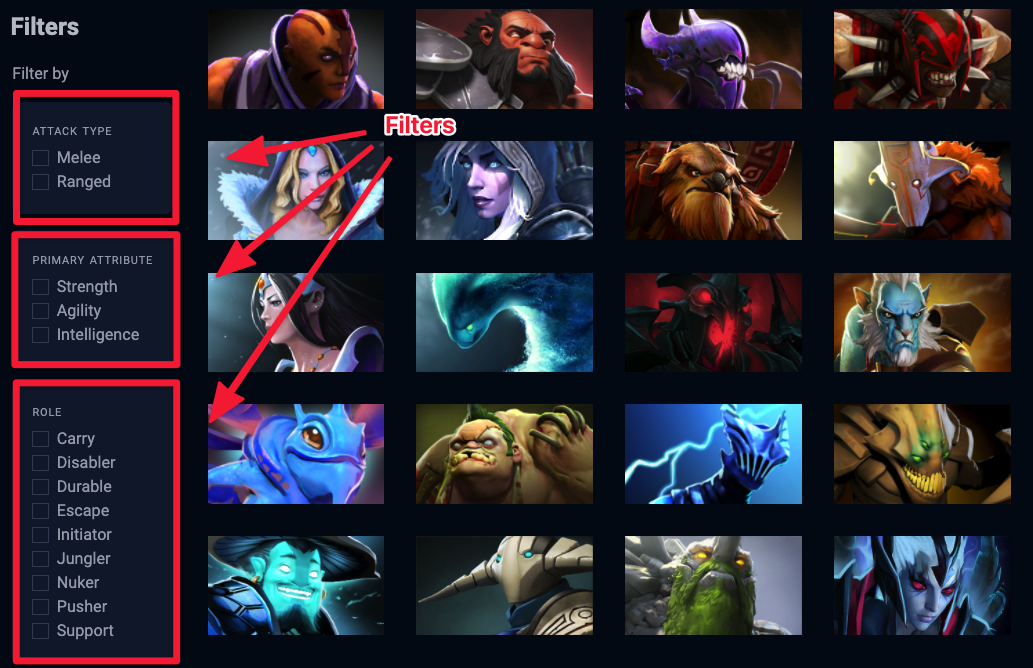 Filters
Filter by
ATTACK TYPE
Melee
Ranged
PRIMARY ATTRIBUTE
Strength
Agility
Intelligence
ROLE
Carry
Disabler
Durable
Escape
Initiator
Jungler
Nuker
Pusher
Support
Filters